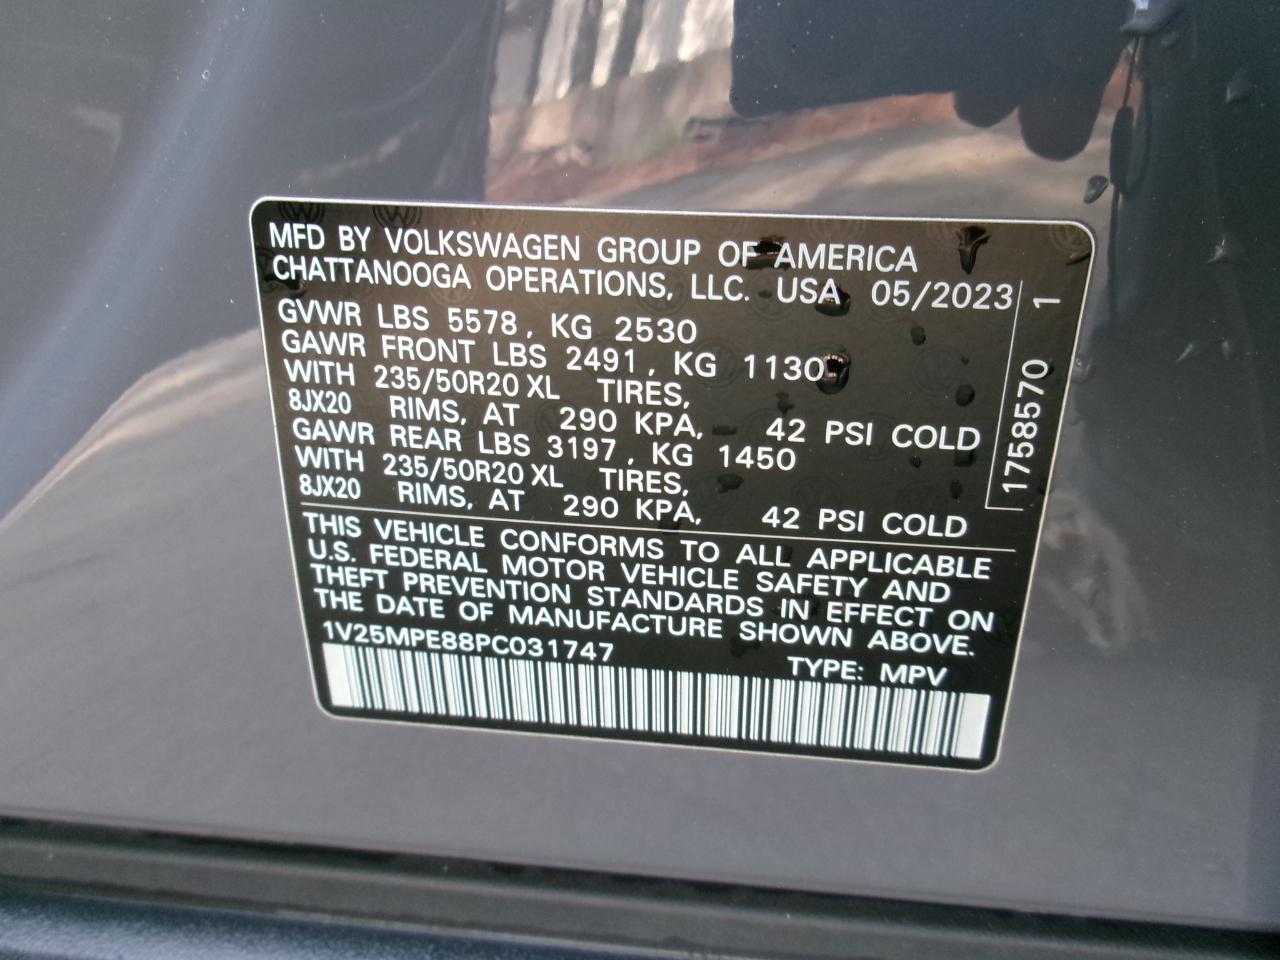 MFD BY VOLKSWAGEN GROUP OF AMERICA
CHATTANOOGA OPERATIONS, LLC. USA 05/2023
GVWR LBS 5578, KG 2530
GAWR FRONT LBS 2491, KG 1130
WITH 235/50R20 XL TIRES,
8JX20 RIMS, AT 290 KPA, 42 PSI COLD
GAWR REAR LBS 3197, KG 1450
WITH 235/50R20 XL TIRES,
8JX20 RIMS, AT 290 KPA, 42 PSI COLD
THIS VEHICLE CONFORMS TO ALL APPLICABLE
U.S. FEDERAL MOTOR VEHICLE SAFETY AND
THEFT PREVENTION STANDARDS IN EFFECT ON
THE DATE OF MANUFACTURE SHOWN ABOVE.
1V25MPE88PC031747 TYPE: MPV
1758570 1